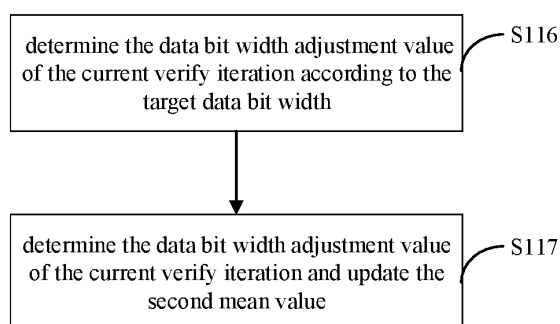 determine the data bit width adjustment value
of the current verify iteration according to the
target data bit width
S116
determine the data bit width adjustment value
of the current verify iteration and update the
second mean value
S117